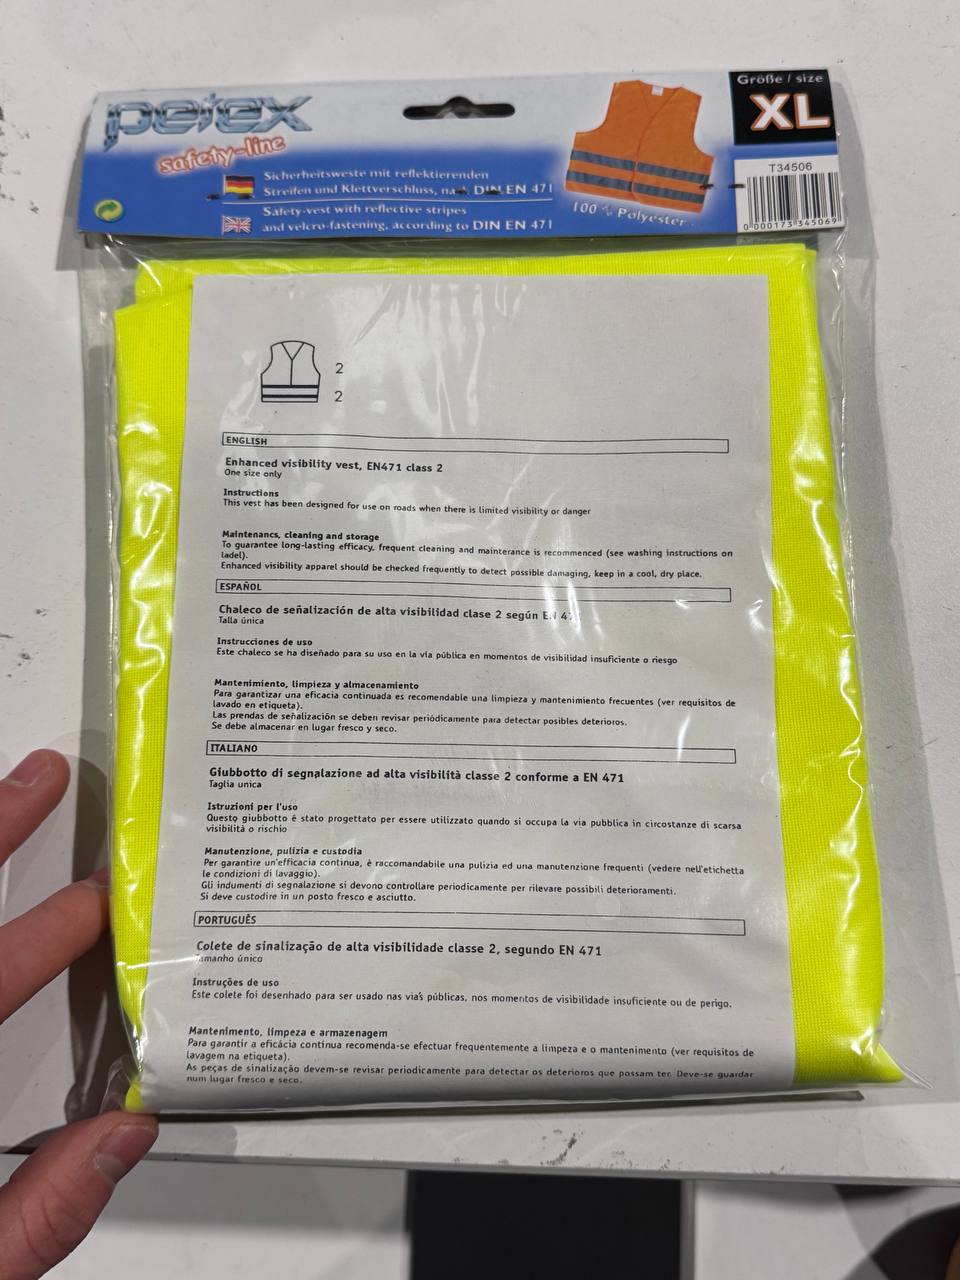 petex
safety-line
Größe / size
XL
T34506
0 000173 345069
Sicherheitsweste mit reflektierenden
Streifen und Klettverschluss, DIN EN 471
Safety-vest with reflective stripes
and velcro-fastening, according to DIN EN 471
100 % Polyester
2
2
ENGLISH
Enhanced visibility vest, EN471 class 2
One size only
Instructions
This vest has been designed for use on roads when there is limited visibility or danger
Maintenancs, cleaning and storage
To guarantee long-lasting efficacy, frequent cleaning and mainterance is recommenced (see washing instructions on
ladel).
Enhanced visibility apparel should be checked frequently to detect possible damaging, keep in a cool, dry place.
ESPAÑOL
Chaleco de señalización de alta visibilidad clase 2 según EN 471
Talla única
Instrucciones de uso
Este chaleco se ha diseñado para su uso en la via pública en momentos de visibilidad insuficiente o riesgo
Mantenimiento, limpieza y almacenamiento
Para garantizar una eficacia continuada es recomendable una limpieza y mantenimiento frecuentes (ver requisitos de
lavado en etiqueta).
Las prendas de señalización se deben revisar periódicamente para detectar posibles deterioros.
Se debe almacenar en lugar fresco y seco.
ITALIANO
Giubbotto di segnalazione ad alta visibilità classe 2 conforme a EN 471
Taglia unica
Istruzioni per l'uso
Questo giubbotto é stato progettato per essere utilizzato quando si occupa la via pubblica in circostanze di scarsa
visibilitá o rischio
Manutenzione, pulizia e custodia
Per garantire un'efficacia continua, è raccomandabile una pulizia ed una manutenzione frequenti (vedere nell'etichetta
le condizioni di lavaggio).
Gli indumenti di segnalazione si devono controllare periodicamente per rilevare possibili deterioramenti.
Si deve custodire in un posto fresco e asciutto.
PORTUGUÊS
Colete de sinalização de alta visibilidade classe 2, segundo EN 471
Tamanho único
Instruções de uso
Este colete foi desenhado para ser usado nas via's públicas, nos momentos de visibilidade insuficiente ou de perigo.
Mantenimento, limpeza e armazenagem
Para garantir a eficácia continua recomenda-se efectuar frequentemente a limpeza e o mantenimento (ver requisitos de
lavagem na etiqueta).
As peças de sinalização devem-se revisar periodicamente para detectar os deterioros que possam ter. Deve-se guardar
num lugar fresco e seco.